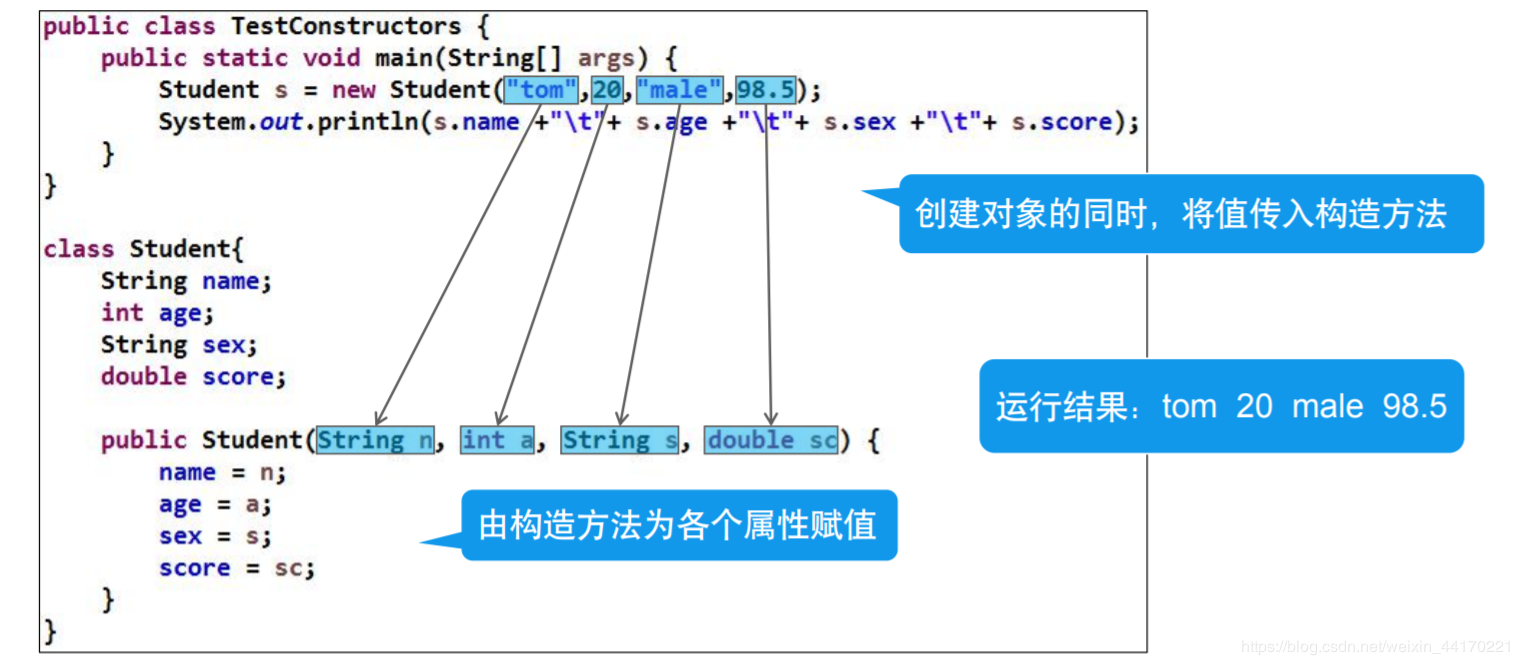 public class TestConstructors {
public static void main(String[] args) {
Student s = new Student("tom",20,"male",98.5);
System.out.println(s.name +"\t"+ s.age +"\t"+ s.sex +"\t"+ s.score);
}
}
创建对象的同时，将值传入构造方法
class Student{
String name;
int age;
String sex;
double score;
运行结果：tom 20 male 98.5
public Student(String n, int a, String s, double sc) {
name = n;
age = a;
sex = s;
score = sc;
由构造方法为各个属性赋值
}
}
https://blog.csdn.net/weixin_44170221